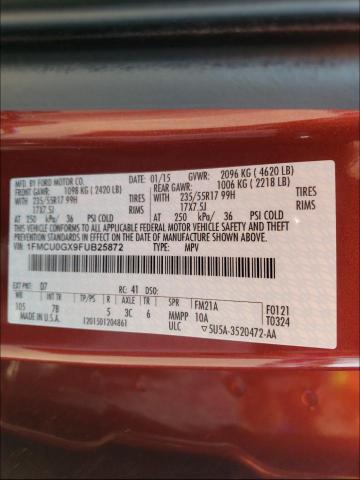 MFD. BY FORD MOTOR CO. 01/15 GVWR: 2096 KG ( 4620 LB)
FRONT GAWR: 1098 KG ( 2420 LB) REAR GAWR: 1006 KG ( 2218 LB)
WITH WITH
235/55R17 99H TIRES 235/55R17 99H TIRES
17X7.5J RIMS 17X7.5J RIMS
AT 250 kPa/ 36 PSI COLD AT 250 kPa/ 36 PSI COLD
THIS VEHICLE CONFORMS TO ALL APPLICABLE FEDERAL MOTOR VEHICLE SAFETY AND THEFT PREVENTION STANDARDS IN EFFECT ON THE DATE OF
MANUFACTURE SHOWN ABOVE.
VIN: 1FMCU0GX9FUB25872 TYPE: MPV
EXT PNT: D7 RC: 41 DSO:
WB BRK INT TR TP/PS R AXLE TR SPR FM21A F0121
105 7B 5 3C 6 MMPP 10A T0324
MADE IN U.S.A. 1201501204861 ULC 5U5A-3520472-AA